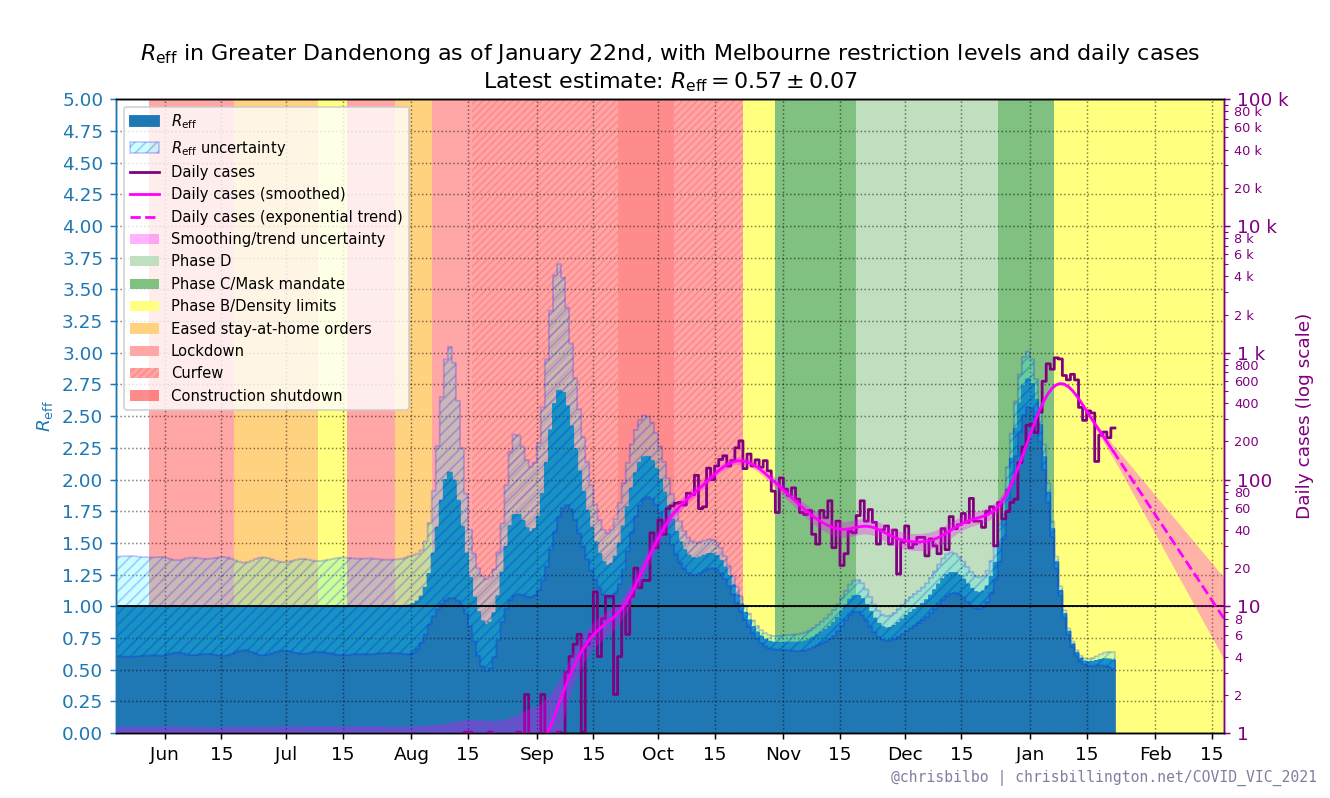 R_eff in Greater Dandenong as of January 22nd, with Melbourne restriction levels and daily cases
Latest estimate: R_eff = 0.57 ± 0.07
R_eff
R_eff uncertainty
Daily cases
Daily cases (smoothed)
Daily cases (exponential trend)
Smoothing/trend uncertainty
Phase D
Phase C/Mask mandate
Phase B/Density limits
Eased stay-at-home orders
Lockdown
Curfew
Construction shutdown
R_eff
5.00
4.75
4.50
4.25
4.00
3.75
3.50
3.25
3.00
2.75
2.50
2.25
2.00
1.75
1.50
1.25
1.00
0.75
0.50
0.25
0.00
100 k
80 k
60 k
40 k
20 k
10 k
8 k
6 k
4 k
2 k
1 k
800
600
400
200
100
80
60
40
20
10
8
6
4
2
1
Daily cases (log scale)
Jun 15 Jul 15 Aug 15 Sep 15 Oct 15 Nov 15 Dec 15 Jan 15 Feb 15
@chrisbilbo | chrisbillington.net/COVID_VIC_2021